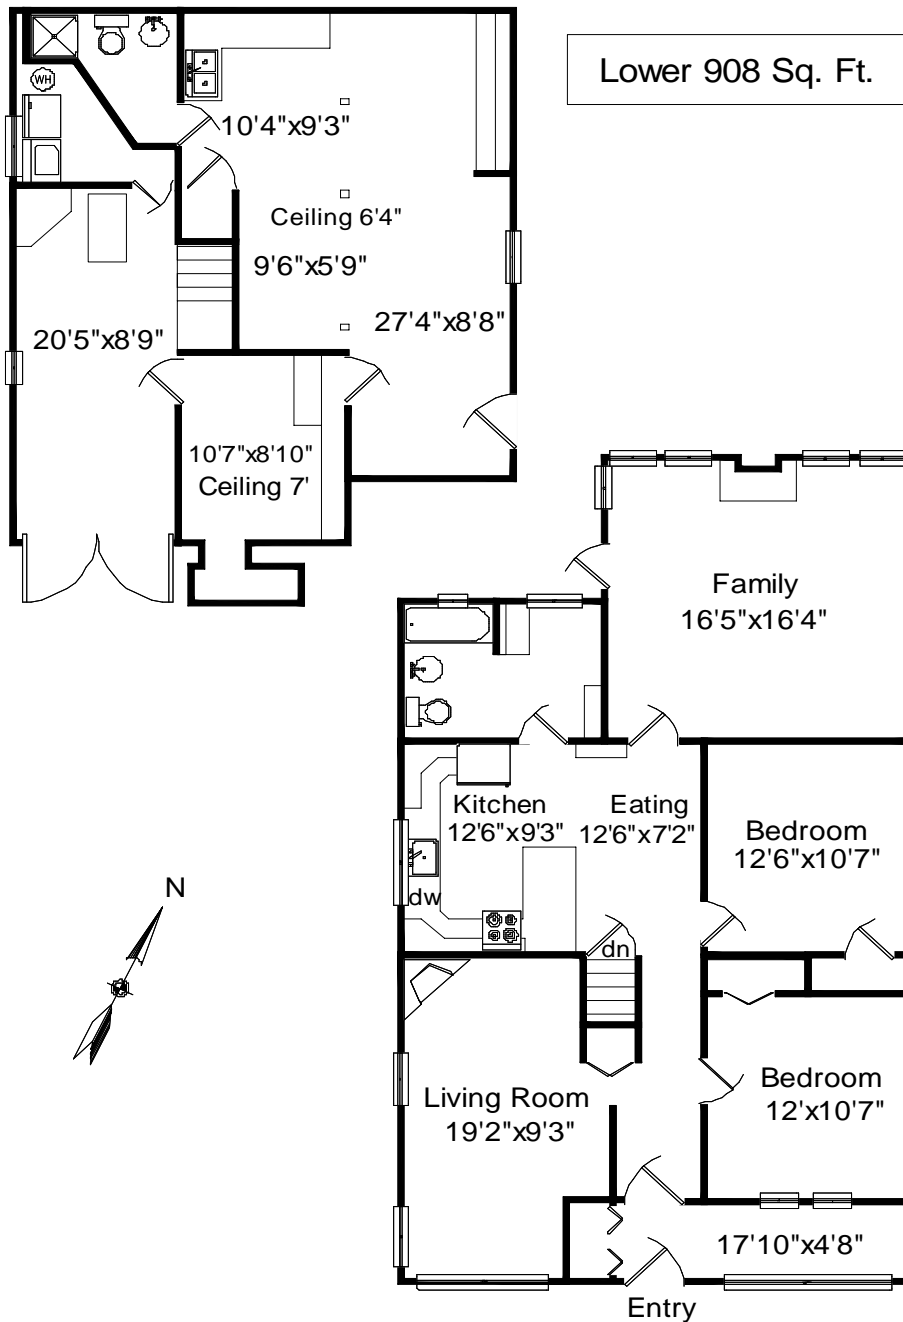 Lower 908 Sq. Ft.
WH
10'4"x9'3"
Ceiling 6'4"
9'6"x5'9"
27'4"x8'8"
20'5"x8'9"
10'7"x8'10"
Ceiling 7'
Family
16'5"x16'4"
Kitchen
12'6"x9'3"
Eating
12'6"x7'2"
Bedroom
12'6"x10'7"
dw
dn
N
Living Room
19'2"x9'3"
Bedroom
12'x10'7"
17'10"x4'8"
Entry